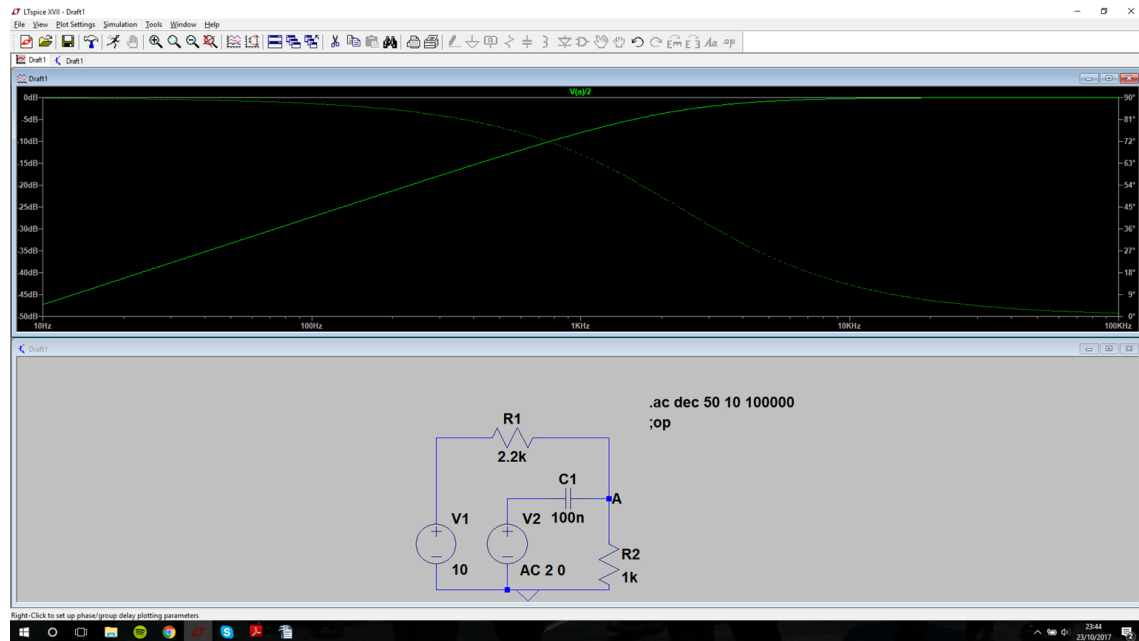 LTspice XVII - Draft1
File View Plot Settings Simulation Tools Window Help
Draft1 Draft1
Draft1
V(a)/2
0dB
-5dB
-10dB
-15dB
-20dB
-25dB
-30dB
-35dB
-40dB
-45dB
-50dB
90°
81°
72°
63°
54°
45°
36°
27°
18°
9°
0°
10Hz 100Hz 1KHz 10KHz 100KHz
Draft1
.ac dec 50 10 100000
;op
R1
2.2k
C1
A
V1 V2 100n
R2
10 AC 2 0 1k
Right-Click to set up phase/group delay plotting parameters
23:44
23/10/2017